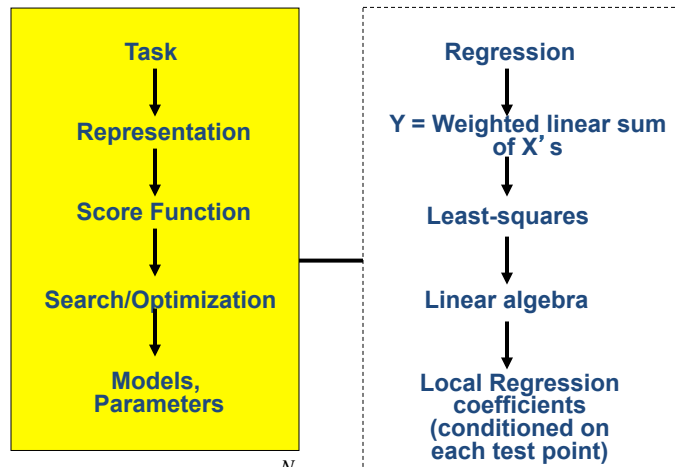 Task
Representation
Score Function
Search/Optimization
Models,
Parameters
Regression
Y = Weighted linear sum
of X's
Least-squares
Linear algebra
Local Regression
coefficients
(conditioned on
each test point)
N